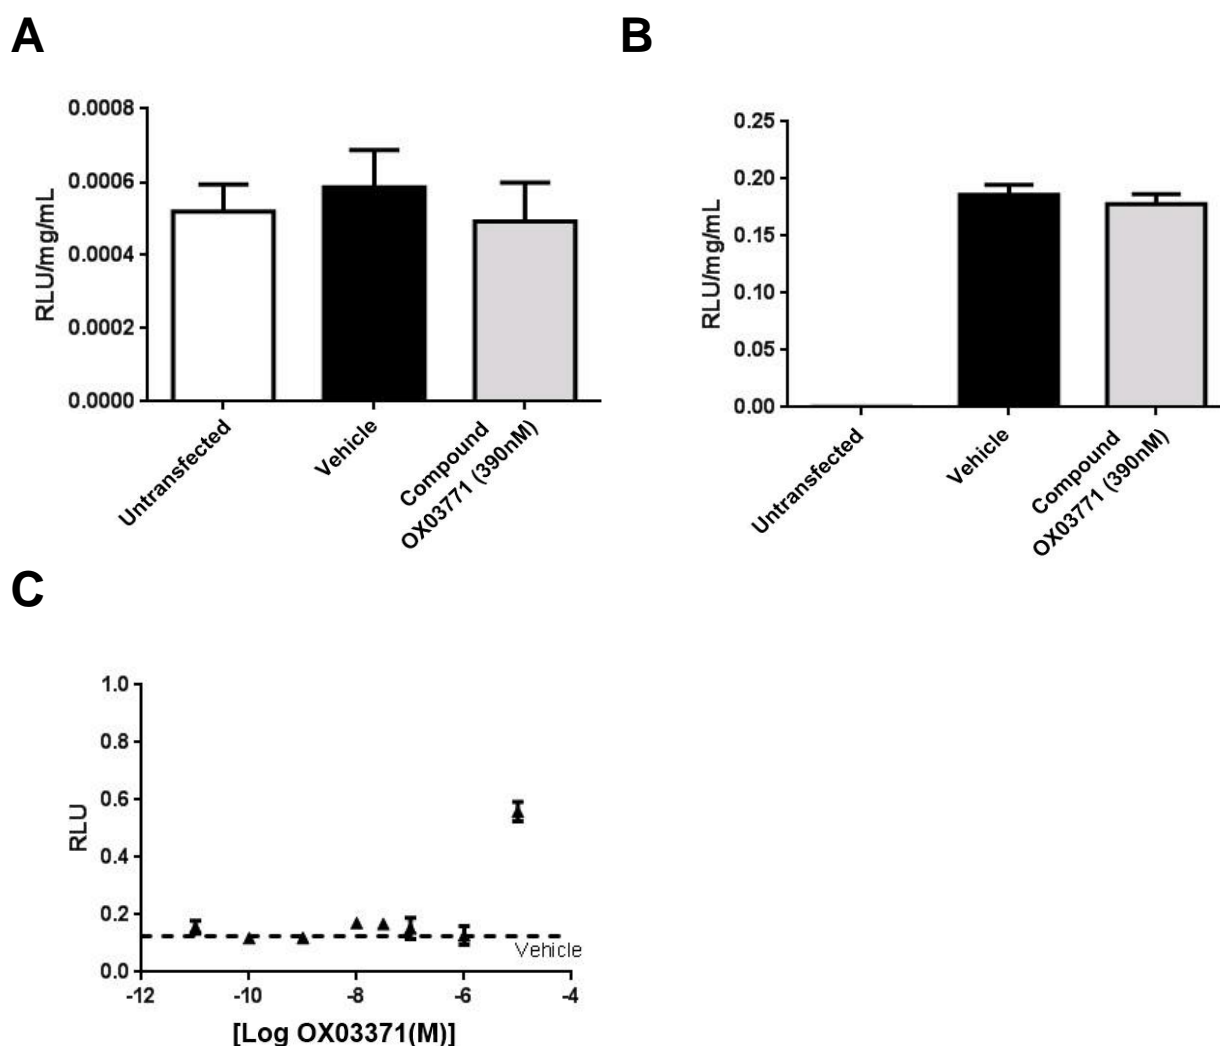 A
B
0.0008
0.0006
0.0004
0.0002
0.0000
RLU/mg/mL
Untransfected
Vehicle
Compound
OX03771 (390nM)
0.25
0.20
0.15
0.10
0.05
0.00
RLU/mg/mL
Untransfected
Vehicle
Compound
OX03771 (390nM)
C
1.0
0.8
0.6
0.4
0.2
0.0
RLU
Vehicle
-12
-10
-8
-6
-4
[Log OX03371(M)]